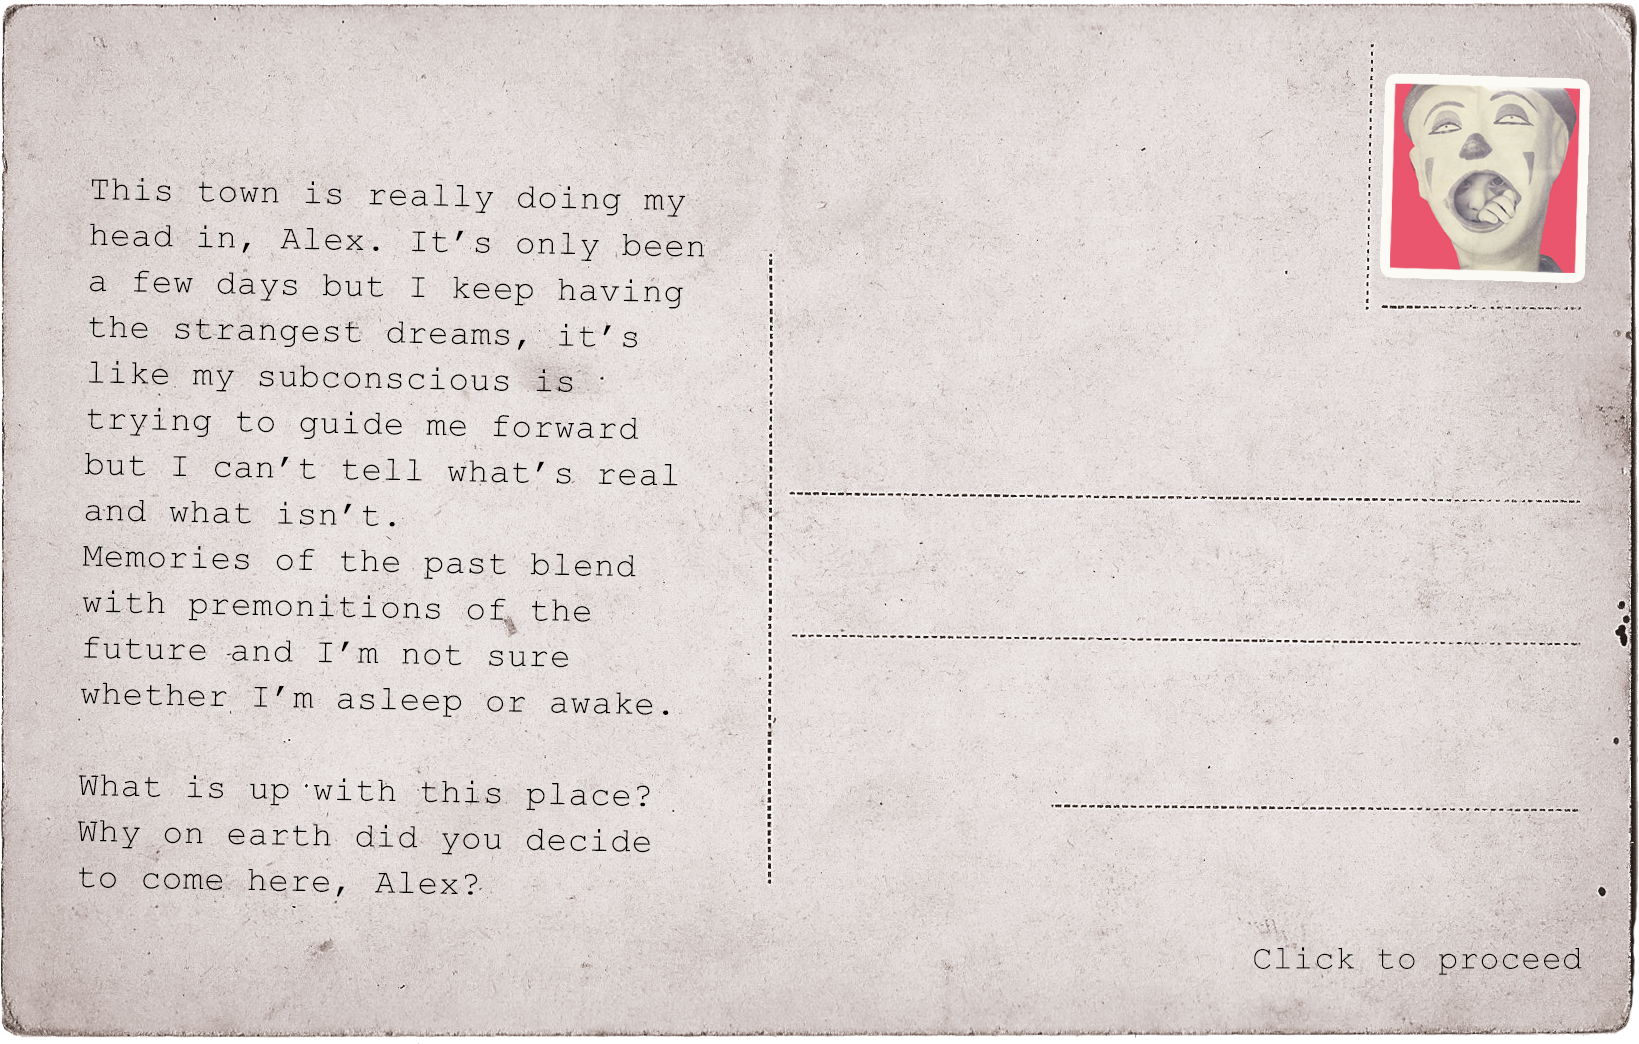 This town is really doing my
head in, Alex. It’s only been
a few days but I keep having
the strangest dreams, it’s
like my subconscious is
trying to guide me forward
but I can’t tell what’s real
and what isn’t.
Memories of the past blend
with premonitions of the
future and I’m not sure
whether I’m asleep or awake.
What is up with this place?
Why on earth did you decide
to come here, Alex?
Click to proceed